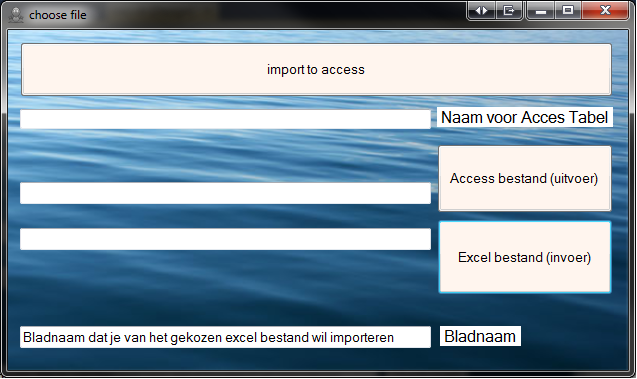 choose file
import to access
Naam voor Acces Tabel
Access bestand (uitvoer)
Excel bestand (invoer)
Bladnaam dat je van het gekozen excel bestand wil importeren
Bladnaam